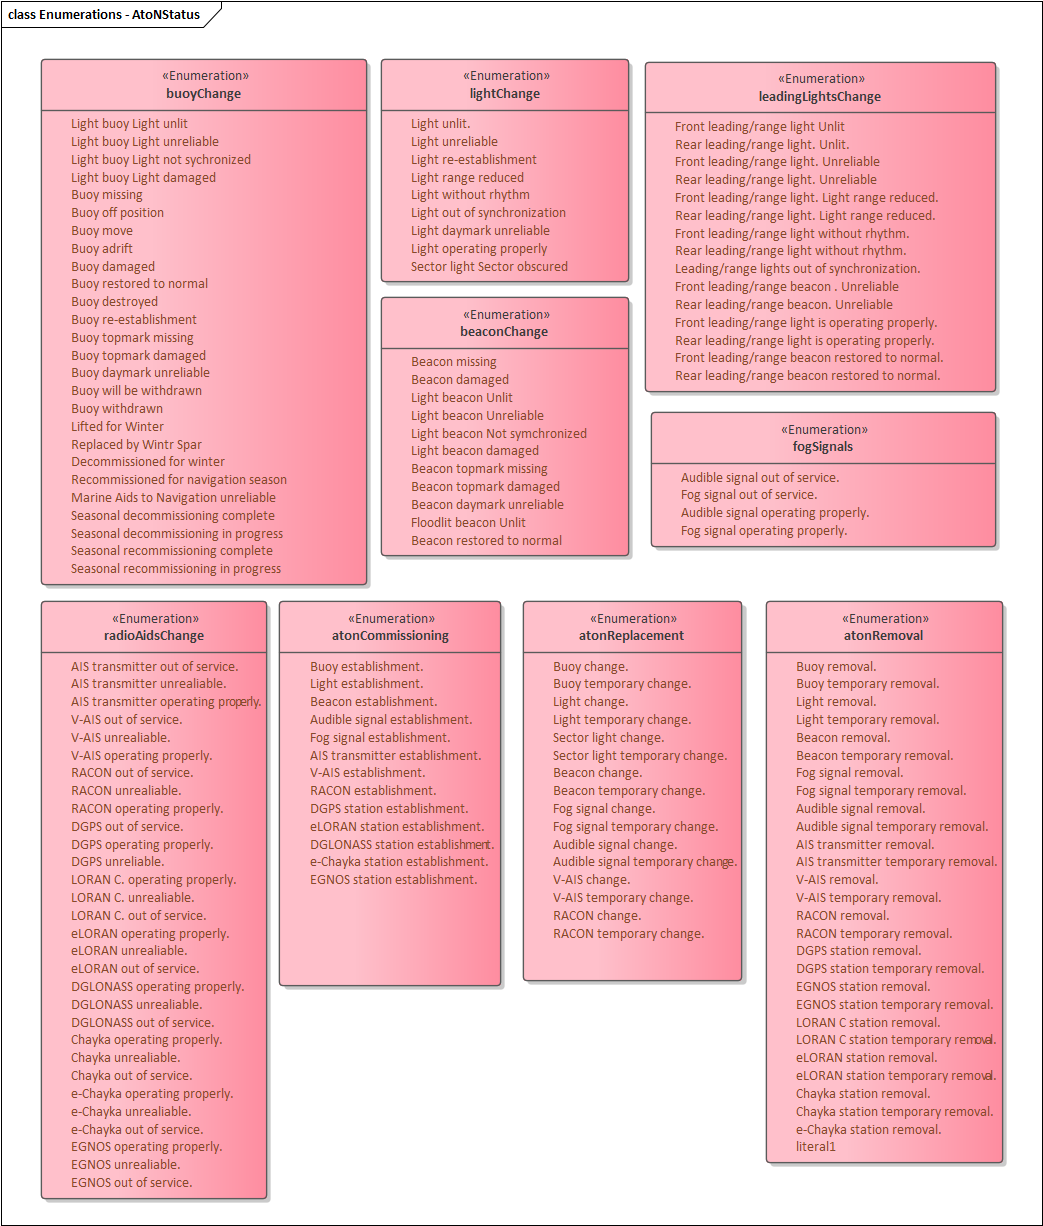 class Enumerations - AtoNStatus
«Enumeration»
buoyChange
Light buoy Light unlit
Light buoy Light unreliable
Light buoy Light not sychronized
Light buoy Light damaged
Buoy missing
Buoy off position
Buoy move
Buoy adrift
Buoy damaged
Buoy restored to normal
Buoy destroyed
Buoy re-establishment
Buoy topmark missing
Buoy topmark damaged
Buoy daymark unreliable
Buoy will be withdrawn
Buoy withdrawn
Lifted for Winter
Replaced by Wintr Spar
Decommissioned for winter
Recommissioned for navigation season
Marine Aids to Navigation unreliable
Seasonal decommissioning complete
Seasonal decommissioning in progress
Seasonal recommissioning complete
Seasonal recommissioning in progress
«Enumeration»
lightChange
Light unlit.
Light unreliable
Light re-establishment
Light range reduced
Light without rhythm
Light out of synchronization
Light daymark unreliable
Light operating properly
Sector light Sector obscured
«Enumeration»
beaconChange
Beacon missing
Beacon damaged
Light beacon Unlit
Light beacon Unreliable
Light beacon Not symchronized
Light beacon damaged
Beacon topmark missing
Beacon topmark damaged
Beacon daymark unreliable
Floodlit beacon Unlit
Beacon restored to normal
«Enumeration»
leadingLightsChange
Front leading/range light Unlit
Rear leading/range light. Unlit.
Front leading/range light. Unreliable
Rear leading/range light. Unreliable
Front leading/range light. Light range reduced.
Rear leading/range light. Light range reduced.
Front leading/range light without rhythm.
Rear leading/range light without rhythm.
Leading/range lights out of synchronization.
Front leading/range beacon . Unreliable
Rear leading/range beacon. Unreliable
Front leading/range light is operating properly.
Rear leading/range light is operating properly.
Front leading/range beacon restored to normal.
Rear leading/range beacon restored to normal.
«Enumeration»
fogSignals
Audible signal out of service.
Fog signal out of service.
Audible signal operating properly.
Fog signal operating properly.
«Enumeration»
radioAidsChange
AIS transmitter out of service.
AIS transmitter unrealiable.
AIS transmitter operating properly.
V-AIS out of service.
V-AIS unrealiable.
V-AIS operating properly.
RACON out of service.
RACON unrealiable.
RACON operating properly.
DGPS out of service.
DGPS operating properly.
DGPS unreliable.
LORAN C. operating properly.
LORAN C. unrealiable.
LORAN C. out of service.
eLORAN operating properly.
eLORAN unrealiable.
eLORAN out of service.
DGLONASS operating properly.
DGLONASS unrealiable.
DGLONASS out of service.
Chayka operating properly.
Chayka unrealiable.
Chayka out of service.
e-Chayka operating properly.
e-Chayka unrealiable.
e-Chayka out of service.
EGNOS operating properly.
EGNOS unrealiable.
EGNOS out of service.
«Enumeration»
atonCommissioning
Buoy establishment.
Light establishment.
Beacon establishment.
Audible signal establishment.
Fog signal establishment.
AIS transmitter establishment.
V-AIS establishment.
RACON establishment.
DGPS station establishment.
eLORAN station establishment.
DGLONASS station establishment.
e-Chayka station establishment.
EGNOS station establishment.
«Enumeration»
atonReplacement
Buoy change.
Buoy temporary change.
Light change.
Light temporary change.
Sector light change.
Sector light temporary change.
Beacon change.
Beacon temporary change.
Fog signal change.
Fog signal temporary change.
Audible signal change.
Audible signal temporary change.
V-AIS change.
V-AIS temporary change.
RACON change.
RACON temporary change.
«Enumeration»
atonRemoval
Buoy removal.
Buoy temporary removal.
Light removal.
Light temporary removal.
Beacon removal.
Beacon temporary removal.
Fog signal removal.
Fog signal temporary removal.
Audible signal removal.
Audible signal temporary removal.
AIS transmitter removal.
AIS transmitter temporary removal.
V-AIS removal.
V-AIS temporary removal.
RACON removal.
RACON temporary removal.
DGPS station removal.
DGPS station temporary removal.
EGNOS station removal.
EGNOS station temporary removal.
LORAN C station removal.
LORAN C station temporary removal.
eLORAN station removal.
eLORAN station temporary removal.
Chayka station removal.
Chayka station temporary removal.
e-Chayka station removal.
literal1